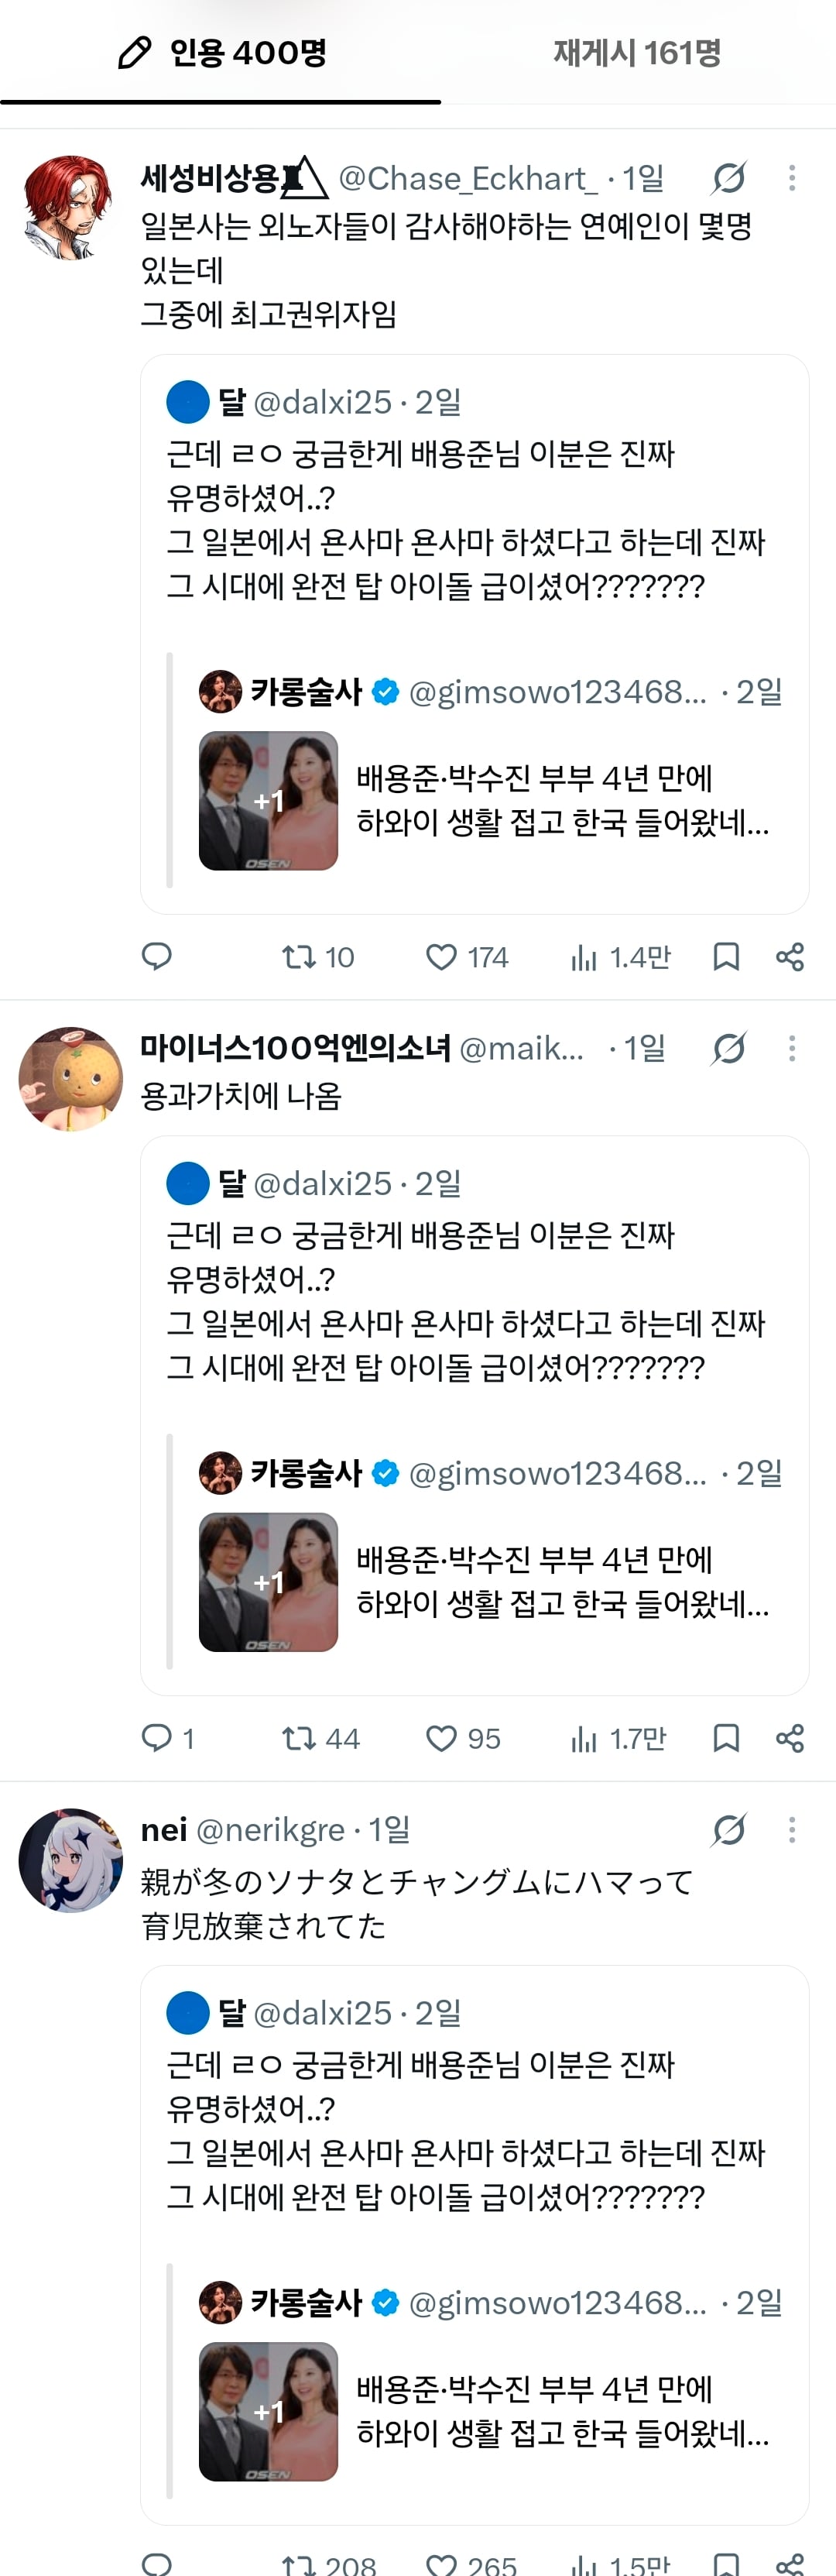 인용 400명
재게시 161명
세성비상용 @Chase_Eckhart_ · 1일
일본사는 외노자들이 감사해야하는 연예인이 몇명
있는데
그중에 최고권위자임
달 @dalxi25 · 2일
근데 ㄹㅇ 궁금한게 배용준님 이분은 진짜
유명하셨어..?
그 일본에서 욘사마 욘사마 하셨다고 하는데 진짜
그 시대에 완전 탑 아이돌 급이셨어???????
카롱술사 @gimsowo123468... · 2일
+1
OSEN
배용준·박수진 부부 4년 만에
하와이 생활 접고 한국 들어왔네...
10 174 1.4만
마이너스100억엔의소녀 @maik... · 1일
용과가치에 나옴
달 @dalxi25 · 2일
근데 ㄹㅇ 궁금한게 배용준님 이분은 진짜
유명하셨어..?
그 일본에서 욘사마 욘사마 하셨다고 하는데 진짜
그 시대에 완전 탑 아이돌 급이셨어???????
카롱술사 @gimsowo123468... · 2일
+1
OSEN
배용준·박수진 부부 4년 만에
하와이 생활 접고 한국 들어왔네...
1 44 95 1.7만
nei @nerikgre · 1일
親が冬のソナタとチャングムにハマって
育児放棄されてた
달 @dalxi25 · 2일
근데 ㄹㅇ 궁금한게 배용준님 이분은 진짜
유명하셨어..?
그 일본에서 욘사마 욘사마 하셨다고 하는데 진짜
그 시대에 완전 탑 아이돌 급이셨어???????
카롱술사 @gimsowo123468... · 2일
+1
OSEN
배용준·박수진 부부 4년 만에
하와이 생활 접고 한국 들어왔네...
208 265 1.5만